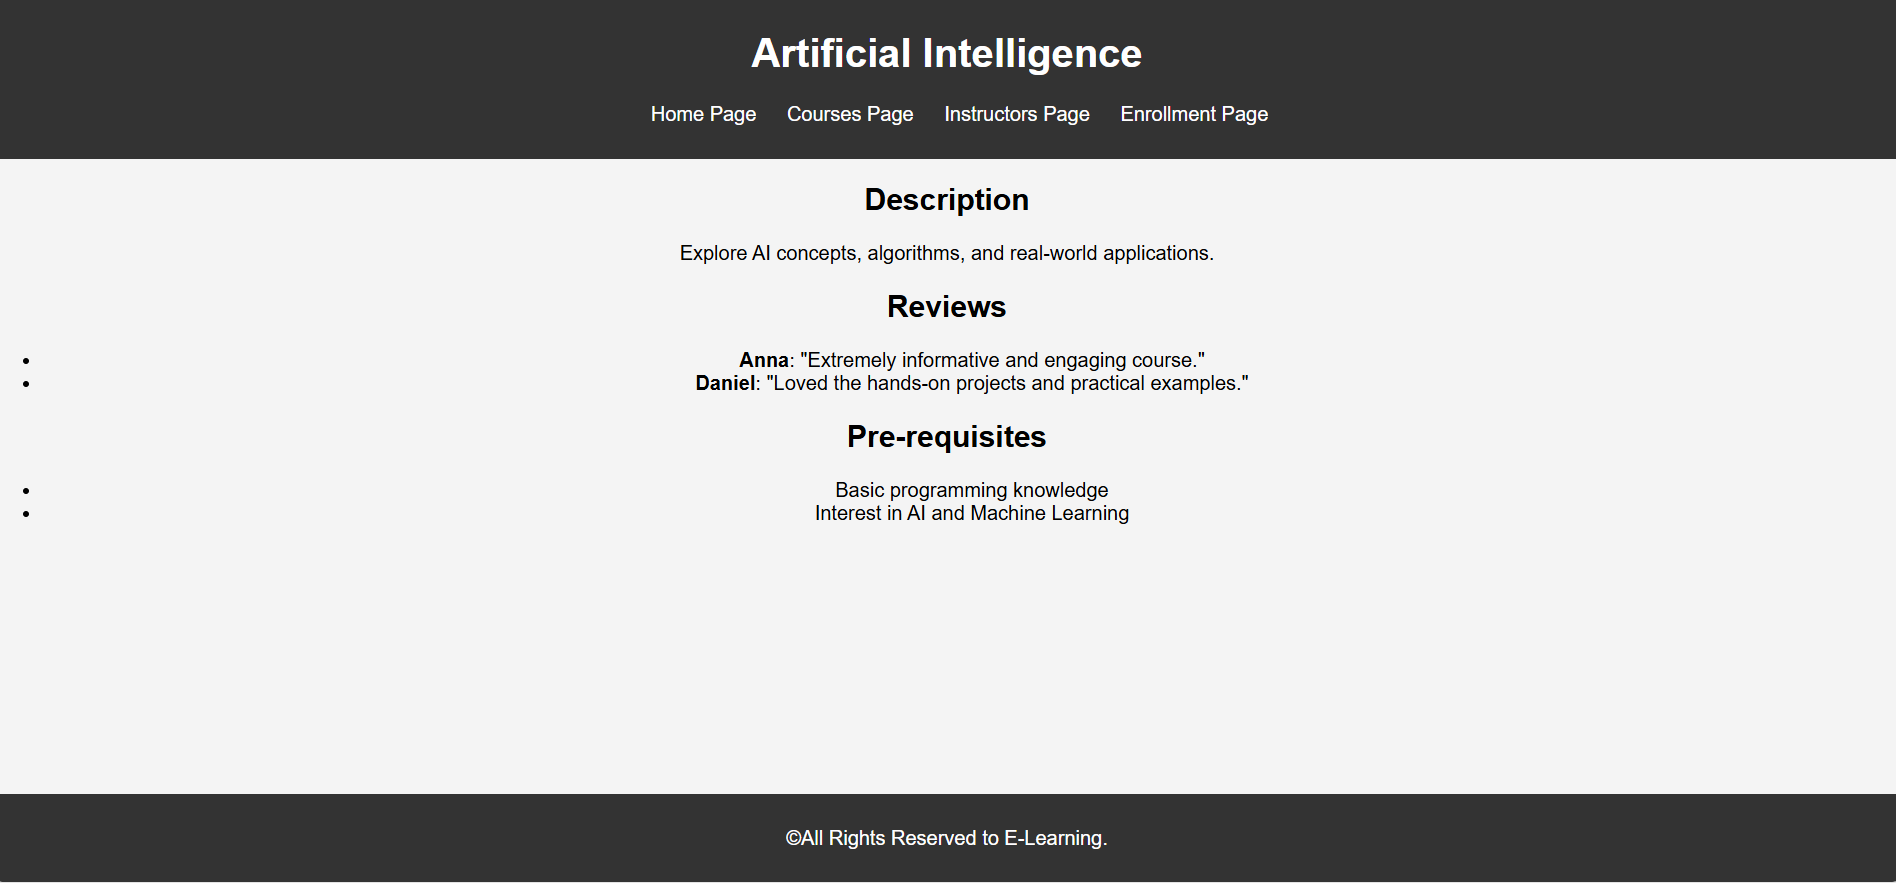 Artificial Intelligence
Home Page Courses Page Instructors Page Enrollment Page
Description
Explore AI concepts, algorithms, and real-world applications.
Reviews
• Anna: "Extremely informative and engaging course."
• Daniel: "Loved the hands-on projects and practical examples."
Pre-requisites
• Basic programming knowledge
• Interest in AI and Machine Learning
©All Rights Reserved to E-Learning.